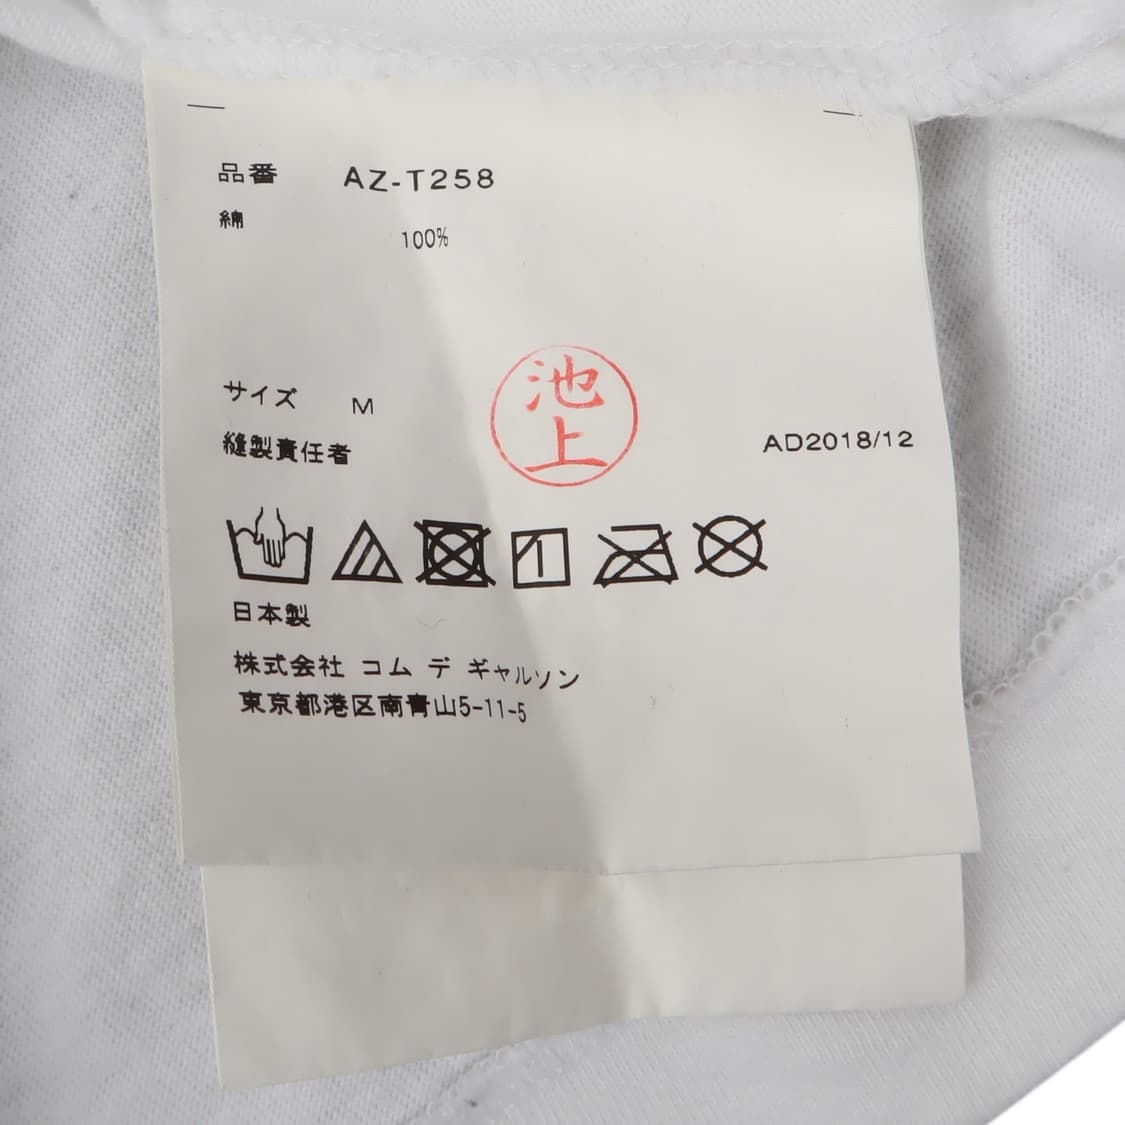 品番 AZ-T258
綿
100%
池上
サイズ M
縫製責任者
AD2018/12
日本製
株式会社 コム デ ギャルソン
東京都港区南青山5-11-5